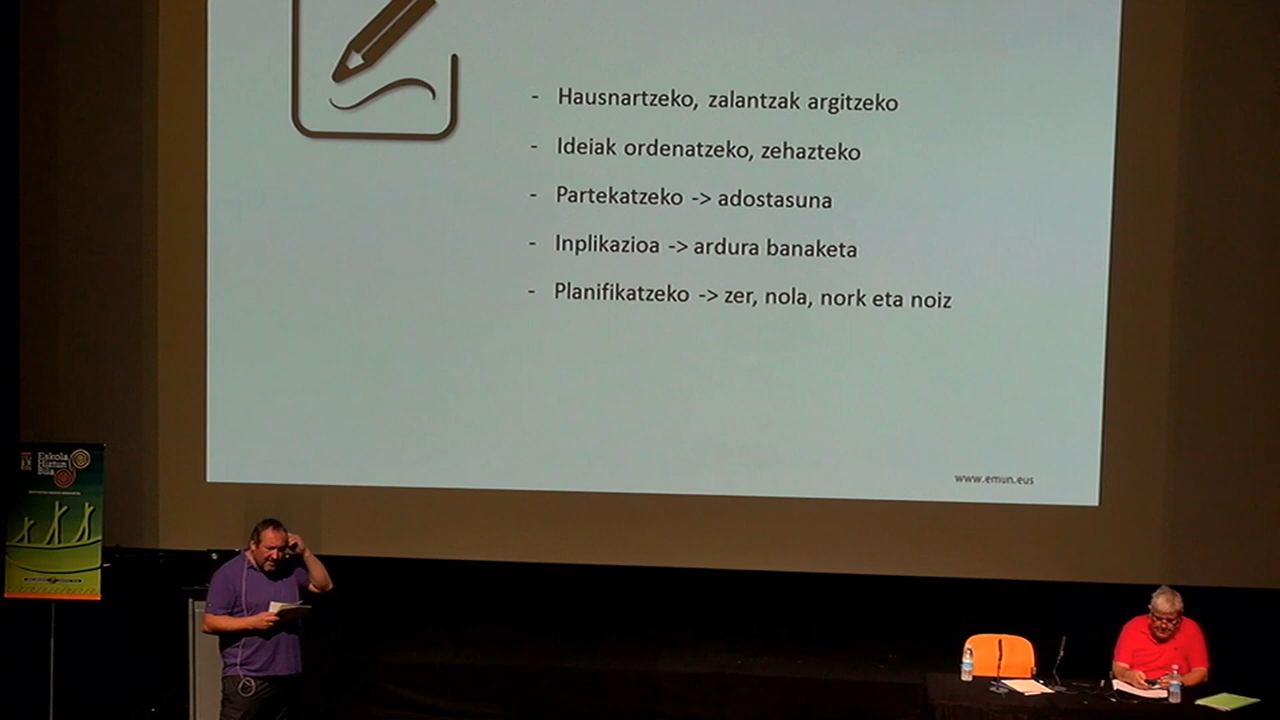 - Hausnartzeko, zalantzak argitzeko
- Ideiak ordenatzeko, zehazteko
- Partekatzeko -> adostasuna
- Inplikazioa -> ardura banaketa
- Planifikatzeko -> zer, nola, nork eta noiz
www.emun.eus
Eskola
Hiztun
Bila